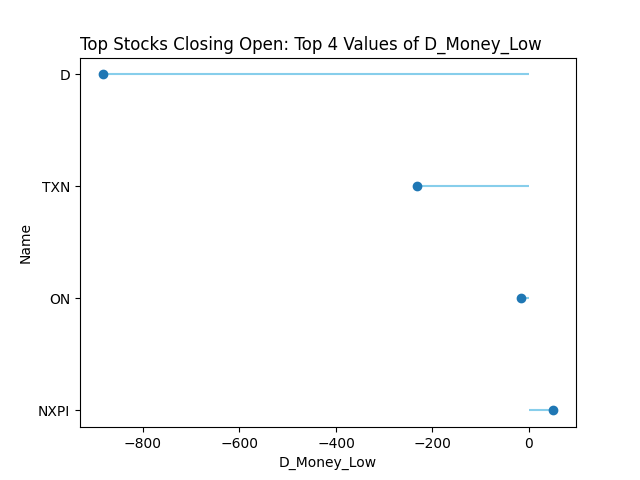 Top Stocks Closing Open: Top 4 Values of D_Money_Low
D
TXN
ON
NXPI
Name
−800
−600
−400
−200
0
D_Money_Low